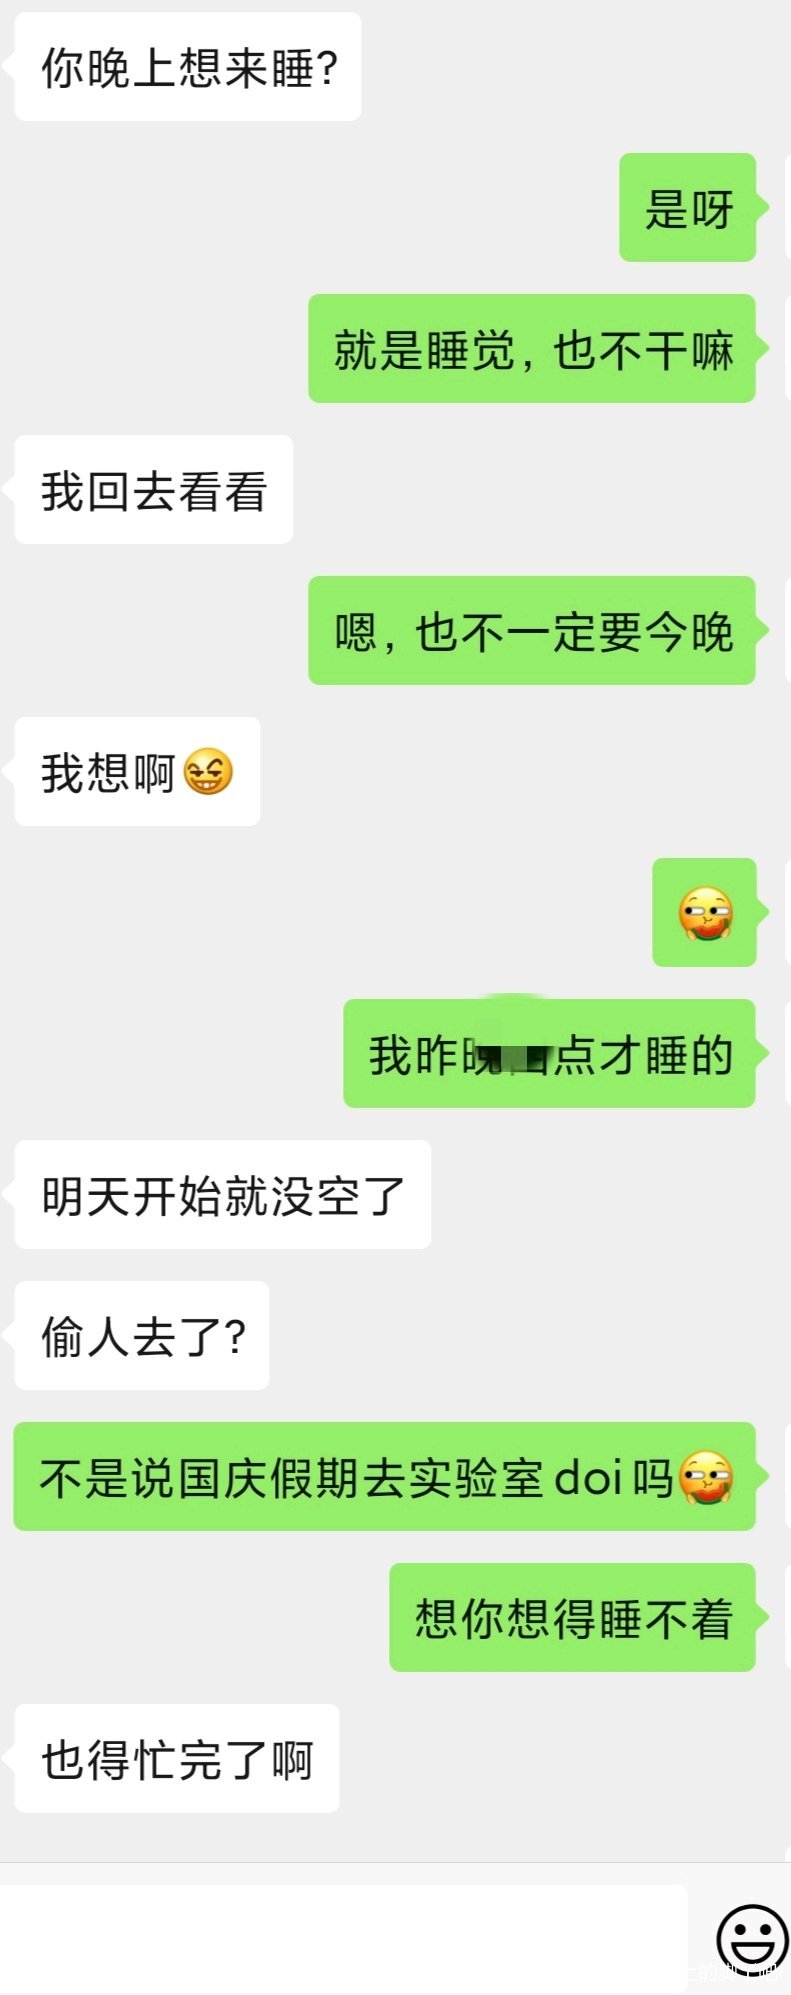 你晚上想来睡?
是呀
就是睡觉，也不干嘛
我回去看看
嗯，也不一定要今晚
我想啊
我昨晚点才睡的
明天开始就没空了
偷人去了?
不是说国庆假期去实验室doi吗
想你想得睡不着
也得忙完了啊